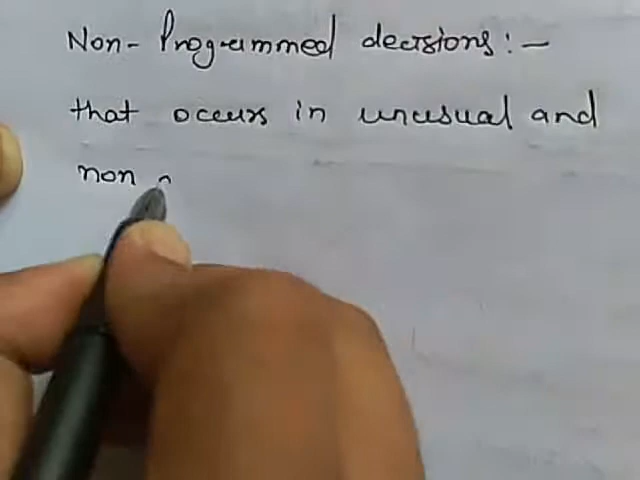 Non-Programmed decisions:-
that occurs in unusual and
non